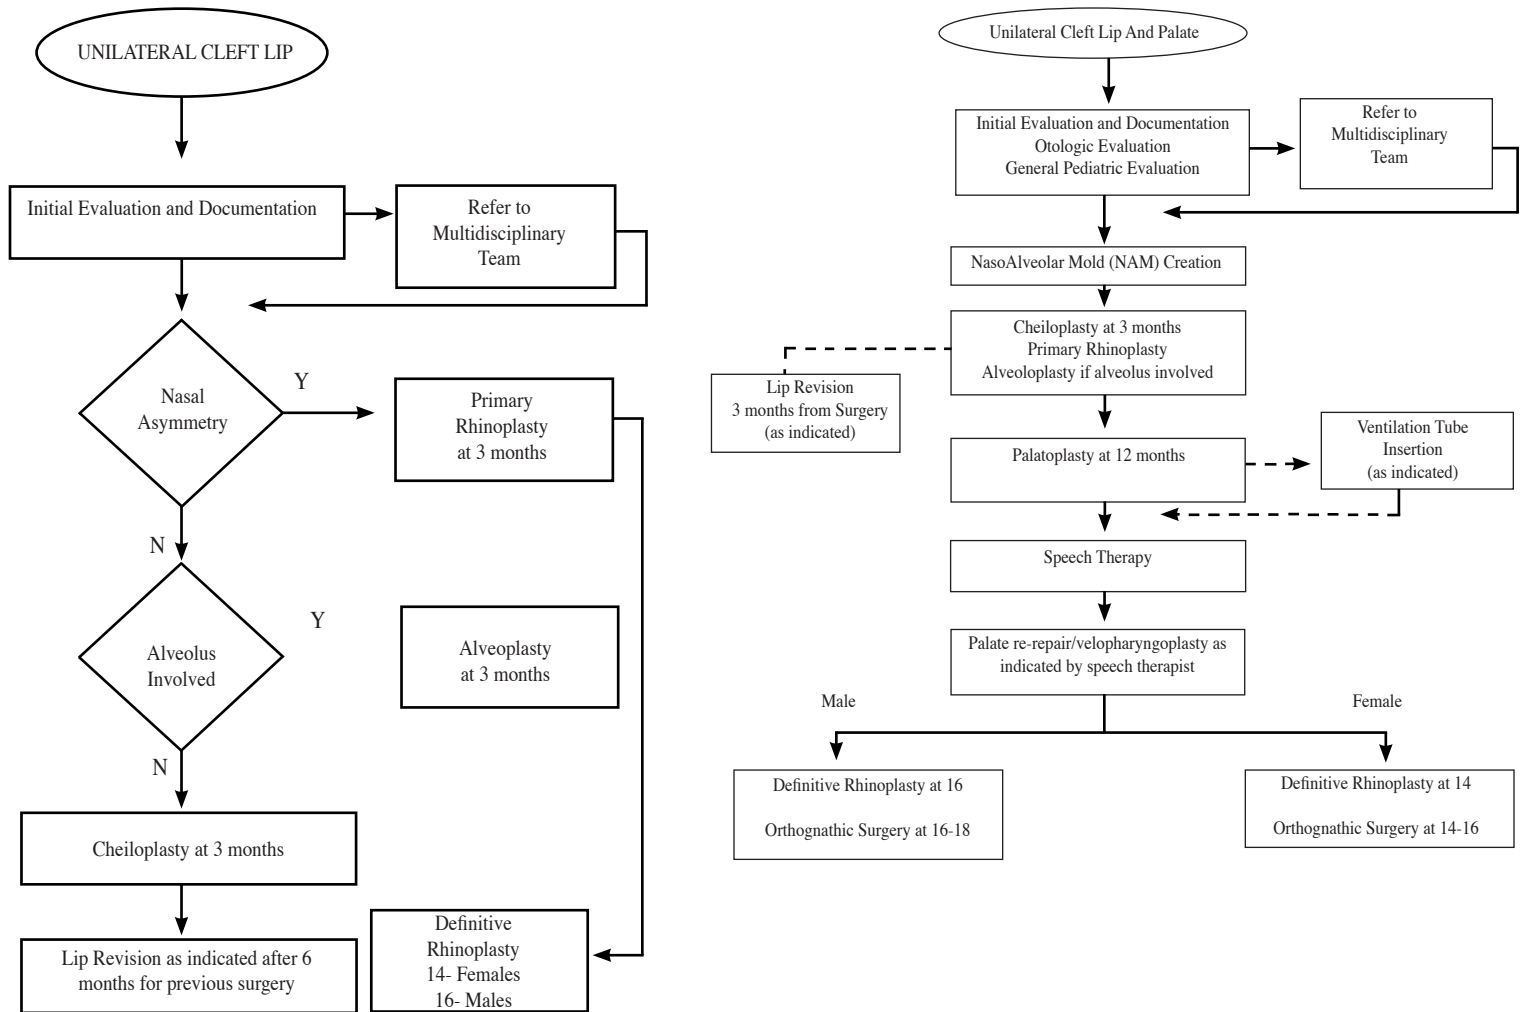 UNILATERAL CLEFT LIP
Initial Evaluation and Documentation
Refer to
Multidisciplinary
Team
Nasal
Asymmetry
Y
Primary
Rhinoplasty
at 3 months
N
Alveolus
Involved
Y
Alveoplasty
at 3 months
N
Cheiloplasty at 3 months
Lip Revision as indicated after 6
months for previous surgery
Definitive
Rhinoplasty
14- Females
16- Males
Unilateral Cleft Lip And Palate
Initial Evaluation and Documentation
Otologic Evaluation
General Pediatric Evaluation
Refer to
Multidisciplinary
Team
NasoAlveolar Mold (NAM) Creation
Cheiloplasty at 3 months
Primary Rhinoplasty
Alveoloplasty if alveolus involved
Lip Revision
3 months from Surgery
(as indicated)
Palatoplasty at 12 months
Ventilation Tube
Insertion
(as indicated)
Speech Therapy
Palate re-repair/velopharyngoplasty as
indicated by speech therapist
Male
Female
Definitive Rhinoplasty at 16
Orthognathic Surgery at 16-18
Definitive Rhinoplasty at 14
Orthognathic Surgery at 14-16